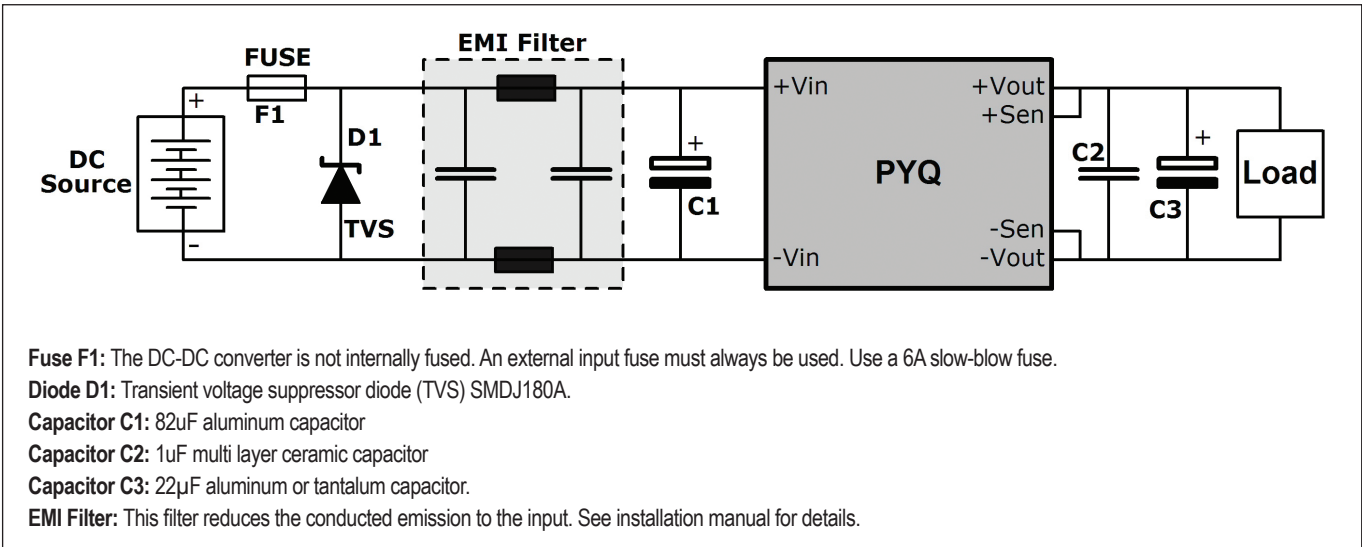 EMI Filter
FUSE
+
F1
DC
Source
-
D1
TVS
+
C1
+Vin
-Vin
PYQ
+Vout
+Sen
-Sen
-Vout
C2
+
C3
Load
Fuse F1: The DC-DC converter is not internally fused. An external input fuse must always be used. Use a 6A slow-blow fuse.
Diode D1: Transient voltage suppressor diode (TVS) SMDJ180A.
Capacitor C1: 82uF aluminum capacitor
Capacitor C2: 1uF multi layer ceramic capacitor
Capacitor C3: 22µF aluminum or tantalum capacitor.
EMI Filter: This filter reduces the conducted emission to the input. See installation manual for details.